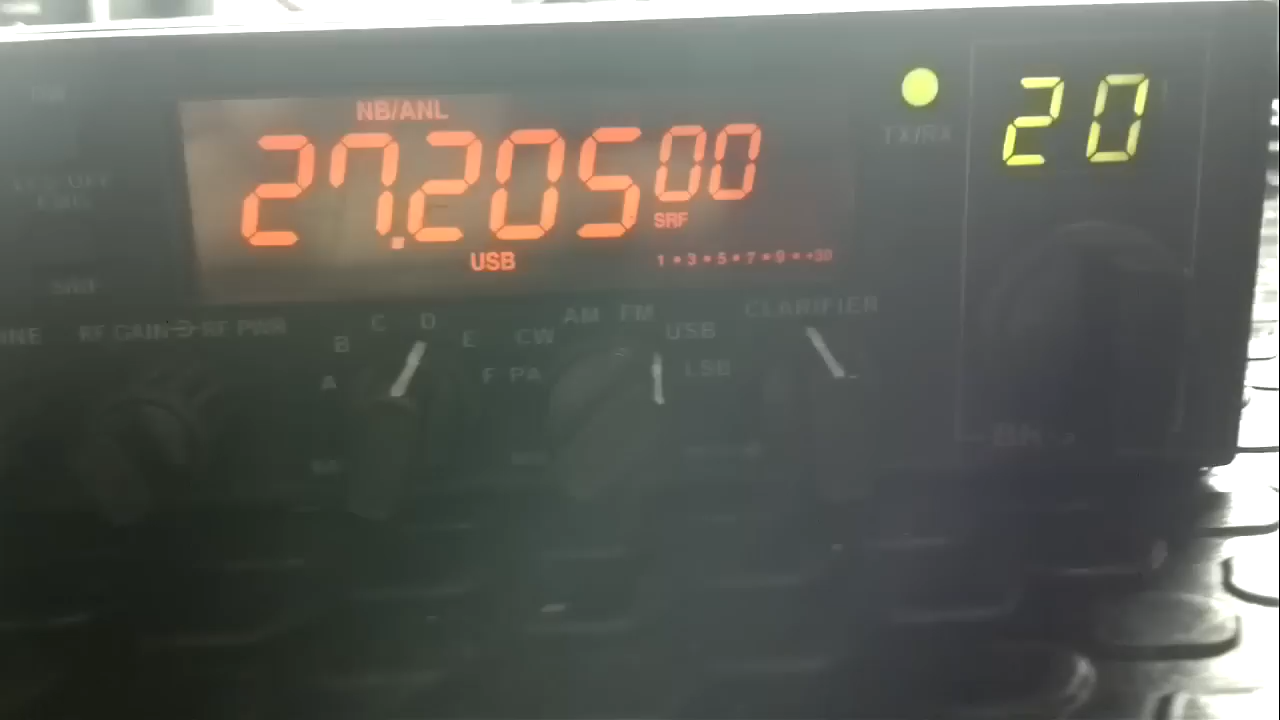 NB/ANL
27.20500
20
TX/RX
SRF
USB
1 • 3 • 5 • 7 • 9 • +30
RF GAIN RF PWR
A B C D E F
PA CW AM FM USB LSB
CLARIFIER